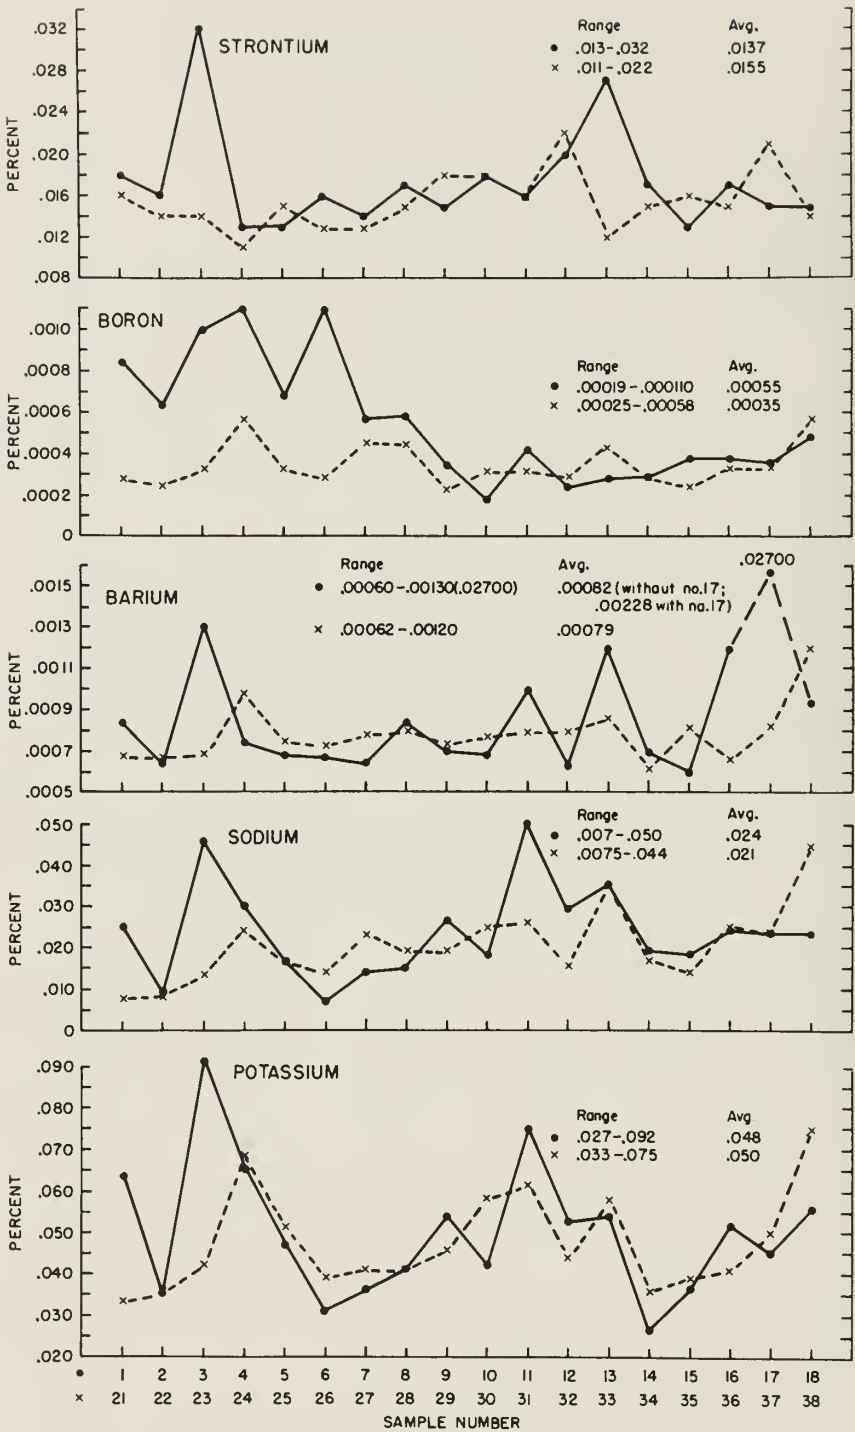 STRONTIUM
Range Avg.
● .013-.032 .0137
× .011-.022 .0155
.032
.028
.024
.020
.016
.012
.008
PERCENT
BORON
Range Avg.
● .00019-.000110 .00055
× .00025-.00058 .00035
.0010
.0008
.0006
.0004
.0002
0
PERCENT
BARIUM
Range Avg.
● .00060-.00130(.02700) .00082 (without no.17;
.00228 with no.17)
× .00062-.00120 .00079
.02700
.0015
.0013
.0011
.0009
.0007
.0005
PERCENT
SODIUM
Range Avg.
● .007-.050 .024
× .0075-.044 .021
.050
.040
.030
.020
.010
0
PERCENT
POTASSIUM
Range Avg.
● .027-.092 .048
× .033-.075 .050
.090
.080
.070
.060
.050
.040
.030
.020
PERCENT
● 1 2 3 4 5 6 7 8 9 10 11 12 13 14 15 16 17 18
× 21 22 23 24 25 26 27 28 29 30 31 32 33 34 35 36 37 38
SAMPLE NUMBER